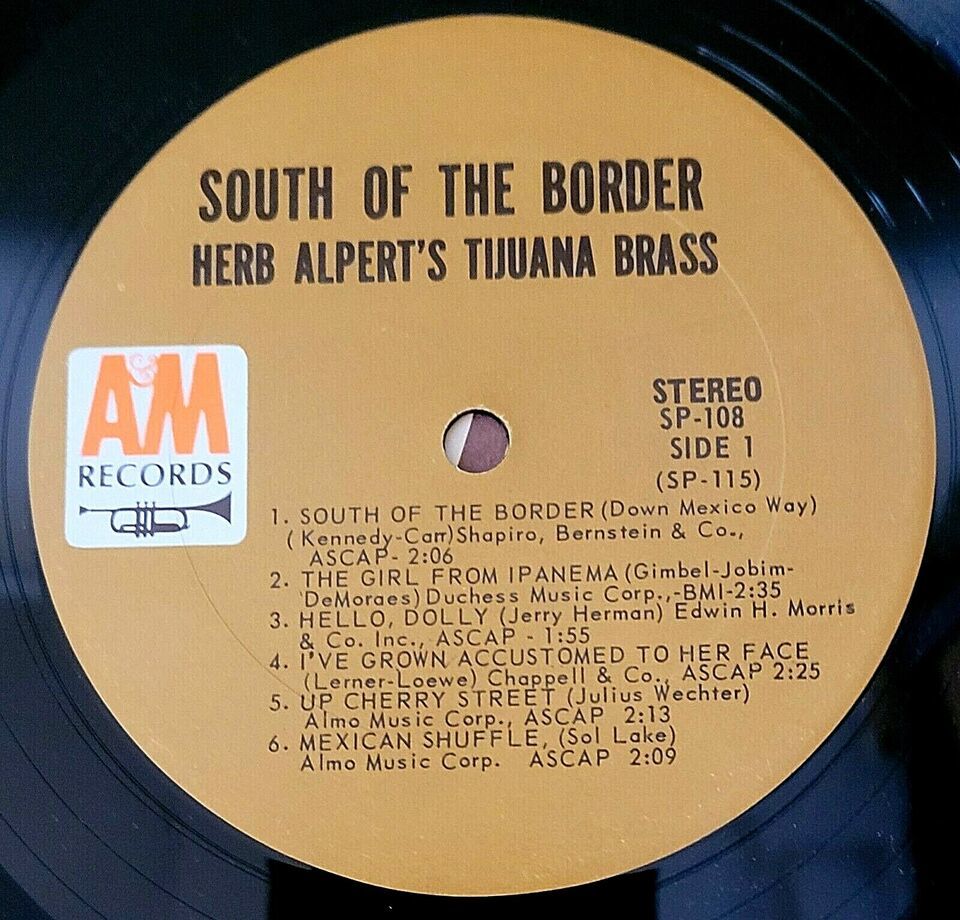 SOUTH OF THE BORDER
HERB ALPERT'S TIJUANA BRASS
A&M
RECORDS
STEREO
SP-108
SIDE 1
(SP-115)
1. SOUTH OF THE BORDER (Down Mexico Way)
(Kennedy-Carr) Shapiro, Bernstein & Co.,
ASCAP - 2:06
2. THE GIRL FROM IPANEMA (Gimbel-Jobim-
DeMoraes) Duchess Music Corp.,-BMI-2:35
3. HELLO, DOLLY (Jerry Herman) Edwin H. Morris
& Co. Inc., ASCAP - 1:55
4. I'VE GROWN ACCUSTOMED TO HER FACE
(Lerner-Loewe) Chappell & Co., ASCAP 2:25
5. UP CHERRY STREET (Julius Wechter)
Almo Music Corp., ASCAP 2:13
6. MEXICAN SHUFFLE, (Sol Lake)
Almo Music Corp. ASCAP 2:09